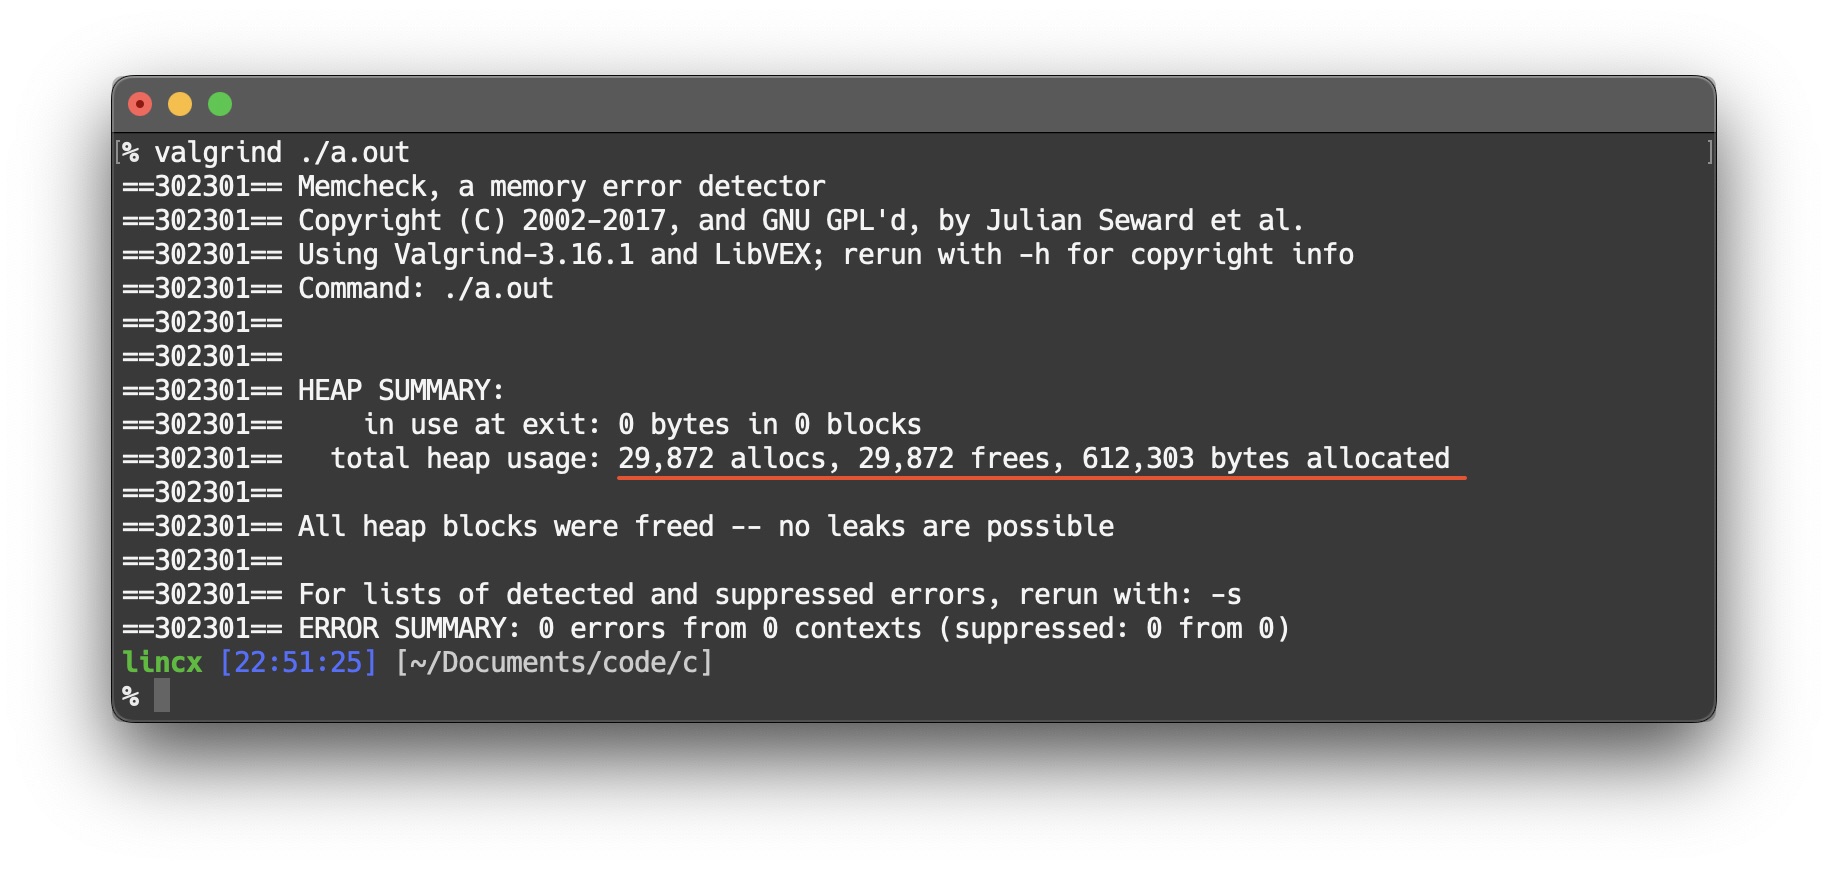 [% valgrind ./a.out ]
==302301== Memcheck, a memory error detector
==302301== Copyright (C) 2002-2017, and GNU GPL'd, by Julian Seward et al.
==302301== Using Valgrind-3.16.1 and LibVEX; rerun with -h for copyright info
==302301== Command: ./a.out
==302301==
==302301==
==302301== HEAP SUMMARY:
==302301==     in use at exit: 0 bytes in 0 blocks
==302301==   total heap usage: 29,872 allocs, 29,872 frees, 612,303 bytes allocated
==302301==
==302301== All heap blocks were freed -- no leaks are possible
==302301==
==302301== For lists of detected and suppressed errors, rerun with: -s
==302301== ERROR SUMMARY: 0 errors from 0 contexts (suppressed: 0 from 0)
lincx [22:51:25] [~/Documents/code/c]
%